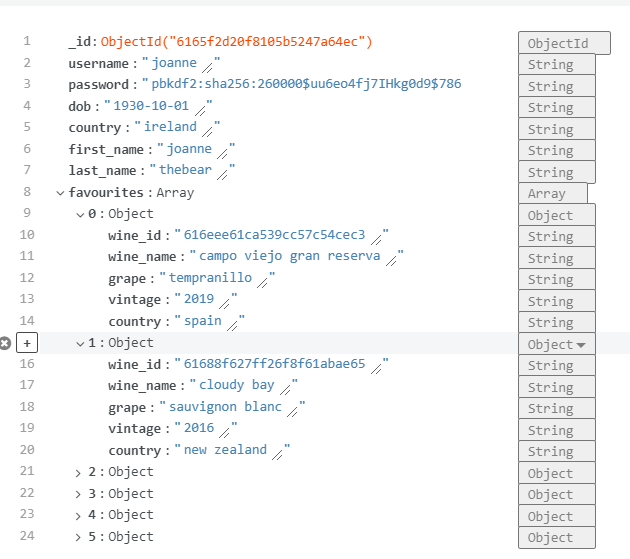 1 _id: ObjectId("6165f2d20f8105b5247a64ec") ObjectId
2 username : "joanne " String
3 password : "pbkdf2:sha256:260000$uu6eo4fj7IHkg0d9$786 String
4 dob : "1930-10-01 " String
5 country : "ireland " String
6 first_name : "joanne " String
7 last_name : "thebear " String
8 favourites : Array Array
9 0 : Object Object
10 wine_id : "616eee61ca539cc57c54cec3 " String
11 wine_name : "campo viejo gran reserva " String
12 grape : "tempranillo " String
13 vintage : "2019 " String
14 country : "spain " String
+ 1 : Object Object
16 wine_id : "61688f627ff26f8f61abae65 " String
17 wine_name : "cloudy bay " String
18 grape : "sauvignon blanc " String
19 vintage : "2016 " String
20 country : "new zealand " String
21 2 : Object Object
22 3 : Object Object
23 4 : Object Object
24 5 : Object Object